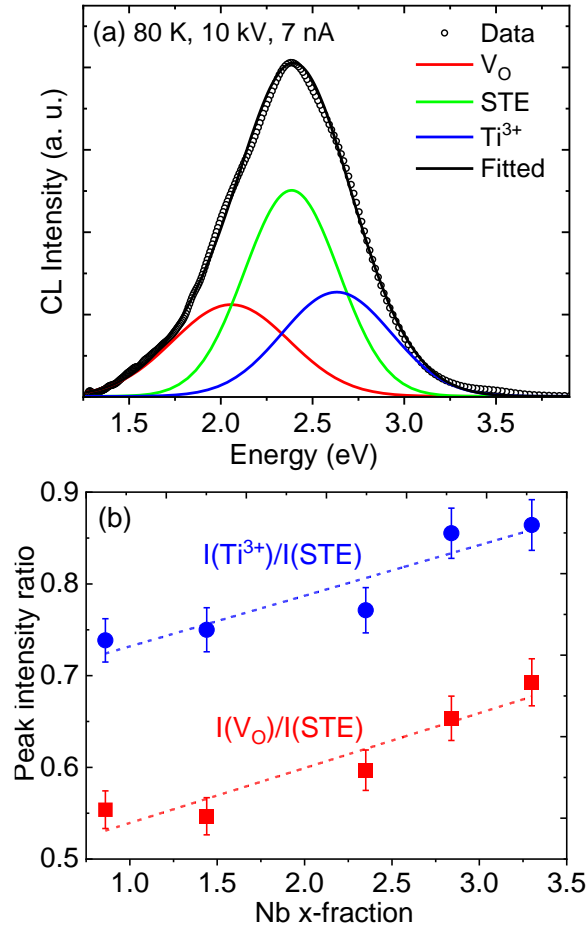 (a) 80 K, 10 kV, 7 nA
Data
V_O
STE
Ti³⁺
Fitted
CL Intensity (a. u.)
1.5 2.0 2.5 3.0 3.5
Energy (eV)
(b)
0.9
0.8
0.7
0.6
0.5
I(Ti³⁺)/I(STE)
I(V_O)/I(STE)
Peak intensity ratio
1.0 1.5 2.0 2.5 3.0 3.5
Nb x-fraction